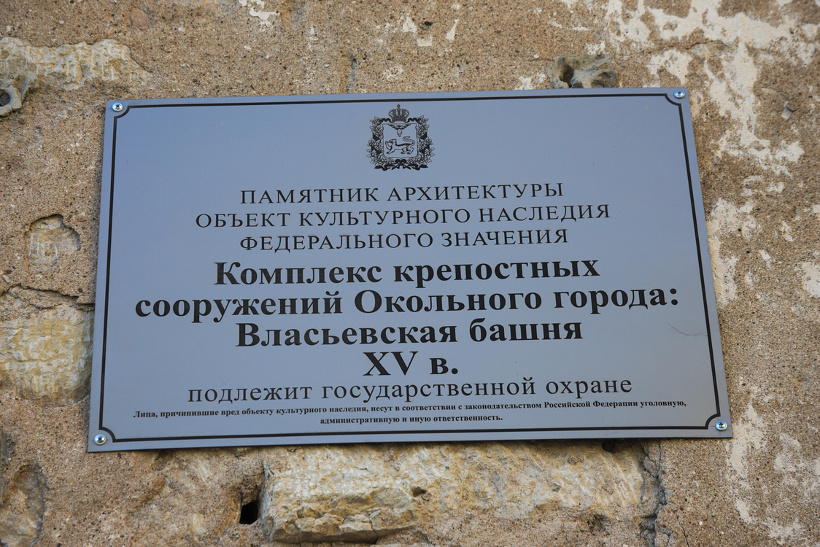 ПАМЯТНИК АРХИТЕКТУРЫ
ОБЪЕКТ КУЛЬТУРНОГО НАСЛЕДИЯ
ФЕДЕРАЛЬНОГО ЗНАЧЕНИЯ
Комплекс крепостных
сооружений Окольного города:
Власьевская башня
XV в.
подлежит государственной охране
Лица, причинившие вред объекту культурного наследия, несут в соответствии с законодательством Российской Федерации уголовную,
административную и иную ответственность.